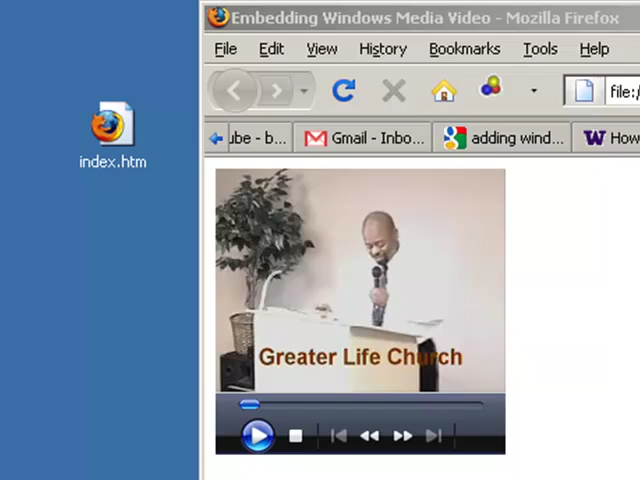 Embedding Windows Media Video - Mozilla Firefox
File Edit View History Bookmarks Tools Help
file:/
ube - b... Gmail - Inbo... adding wind... How
index.htm
Greater Life Church